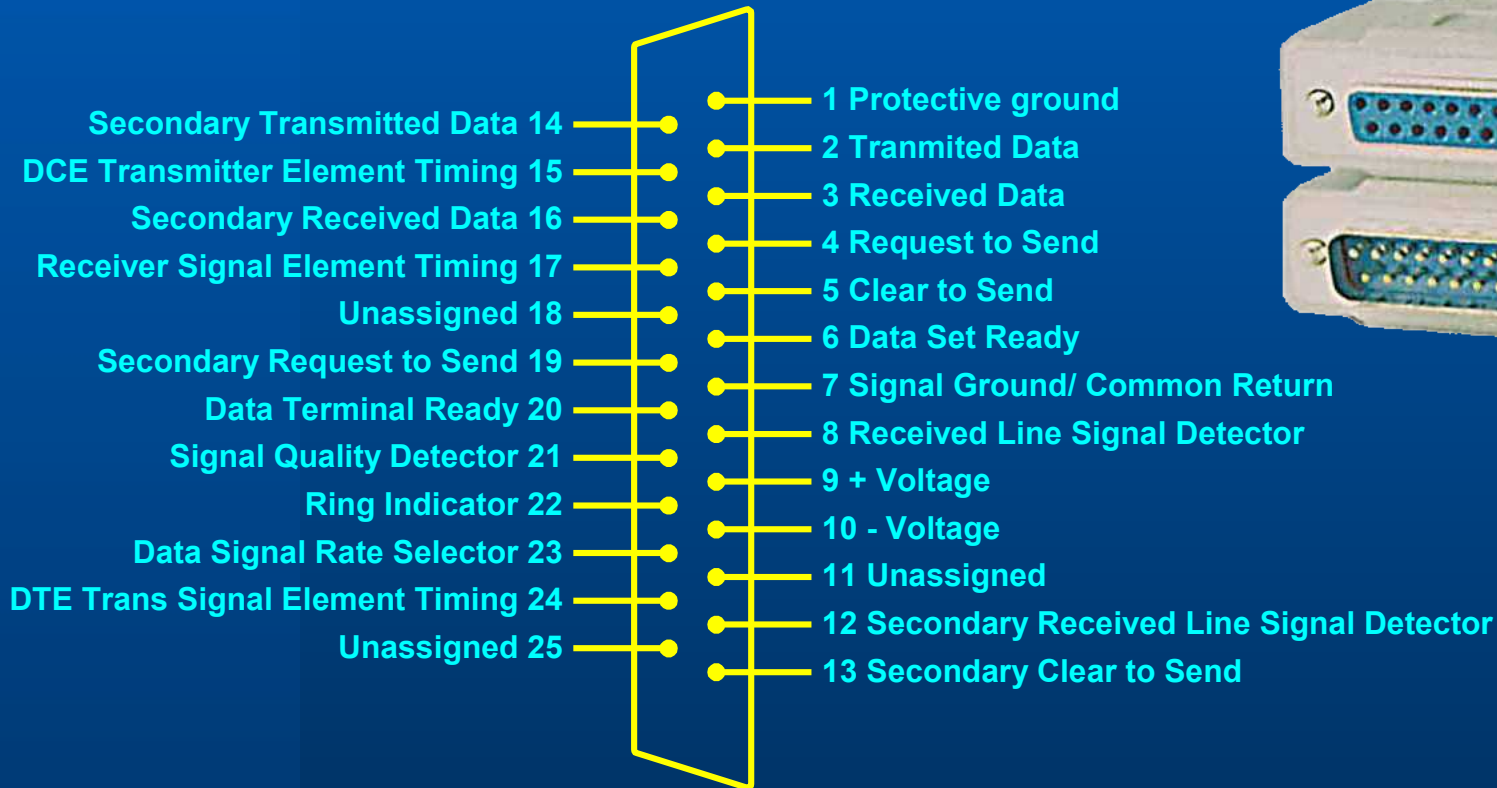 Secondary Transmitted Data 14
DCE Transmitter Element Timing 15
Secondary Received Data 16
Receiver Signal Element Timing 17
Unassigned 18
Secondary Request to Send 19
Data Terminal Ready 20
Signal Quality Detector 21
Ring Indicator 22
Data Signal Rate Selector 23
DTE Trans Signal Element Timing 24
Unassigned 25
1 Protective ground
2 Tranmited Data
3 Received Data
4 Request to Send
5 Clear to Send
6 Data Set Ready
7 Signal Ground/ Common Return
8 Received Line Signal Detector
9 + Voltage
10 - Voltage
11 Unassigned
12 Secondary Received Line Signal Detector
13 Secondary Clear to Send